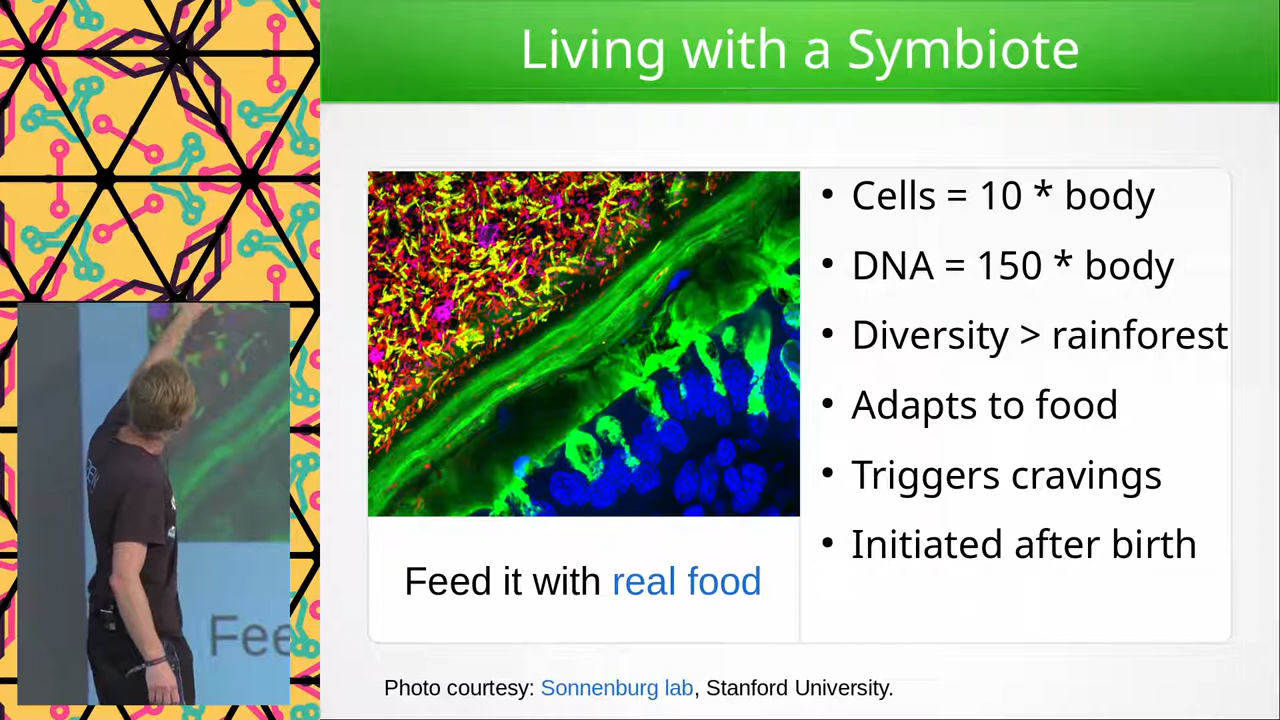 Living with a Symbiote
• Cells = 10 * body
• DNA = 150 * body
• Diversity > rainforest
• Adapts to food
• Triggers cravings
• Initiated after birth
Feed it with real food
Fee
Photo courtesy: Sonnenburg lab, Stanford University.